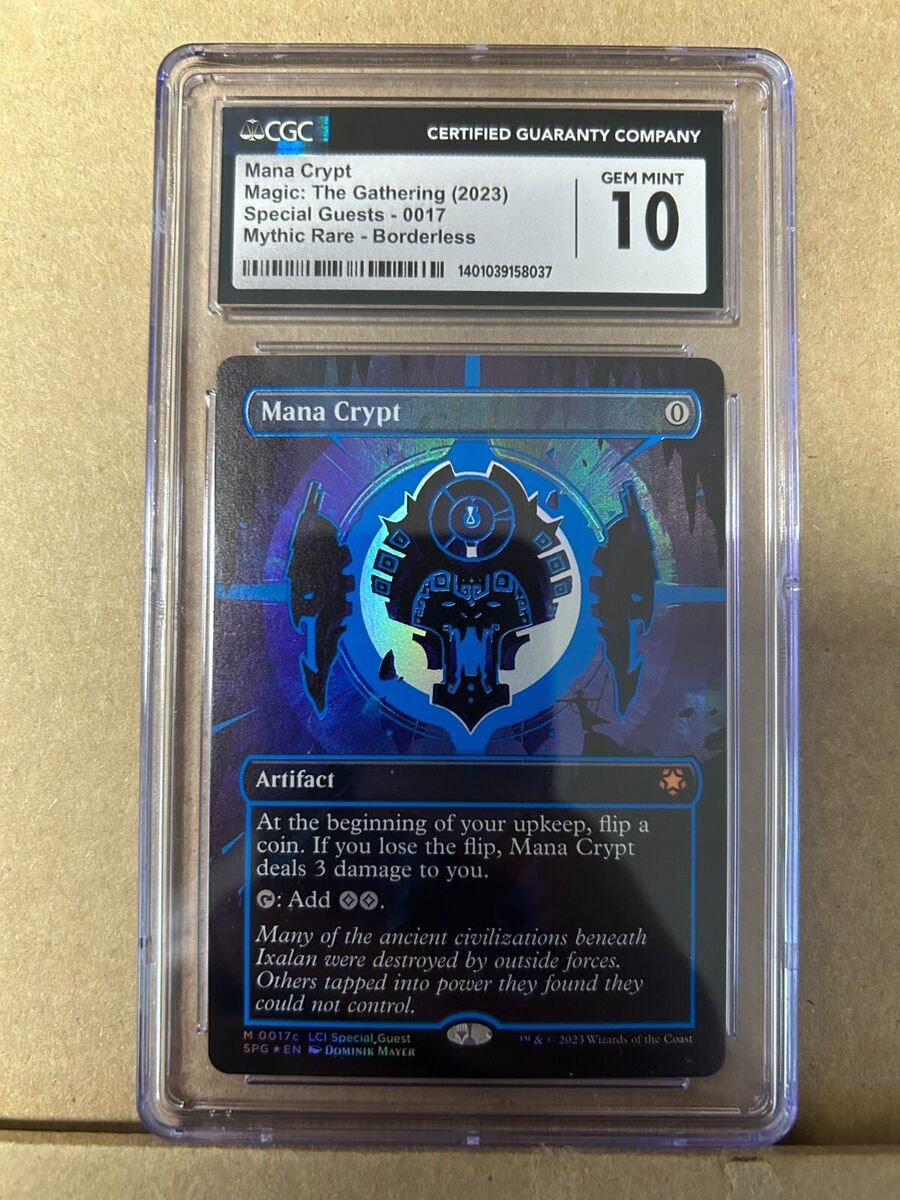 CGC
CERTIFIED GUARANTY COMPANY
Mana Crypt
Magic: The Gathering (2023)
Special Guests - 0017
Mythic Rare - Borderless
GEM MINT
10
1401039158037
Mana Crypt
0
Artifact
At the beginning of your upkeep, flip a
coin. If you lose the flip, Mana Crypt
deals 3 damage to you.
: Add .
Many of the ancient civilizations beneath
Ixalan were destroyed by outside forces.
Others tapped into power they found they
could not control.
M 0017c LCI Special Guest
SPG★EN DOMINIK MAYER
™ & © 2023 Wizards of the Coast